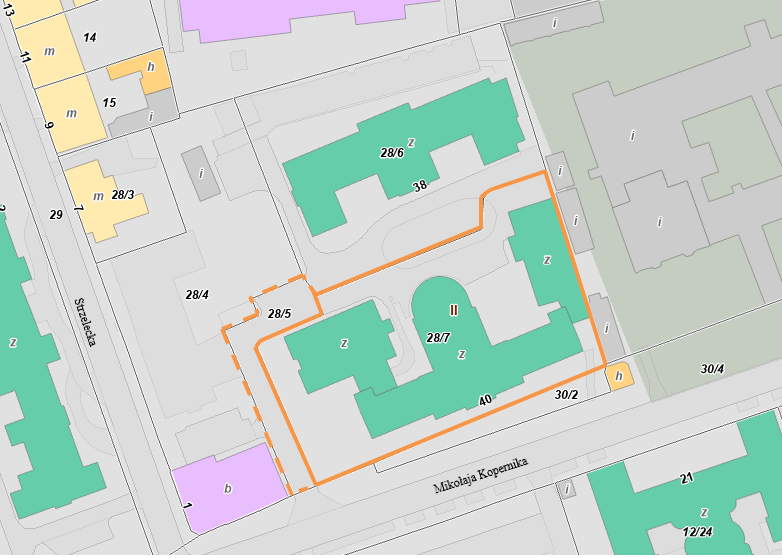 13
14
11
m
h
15
m
i
9
i
i
z
28/6
i
i
38
i
m
28/3
7
29
i
i
z
28/4
Strzelecka
28/5
II
28/7
z
z
z
i
h
30/4
30/2
40
Mikołaja Kopernika
b
1
i
21
z
12/24